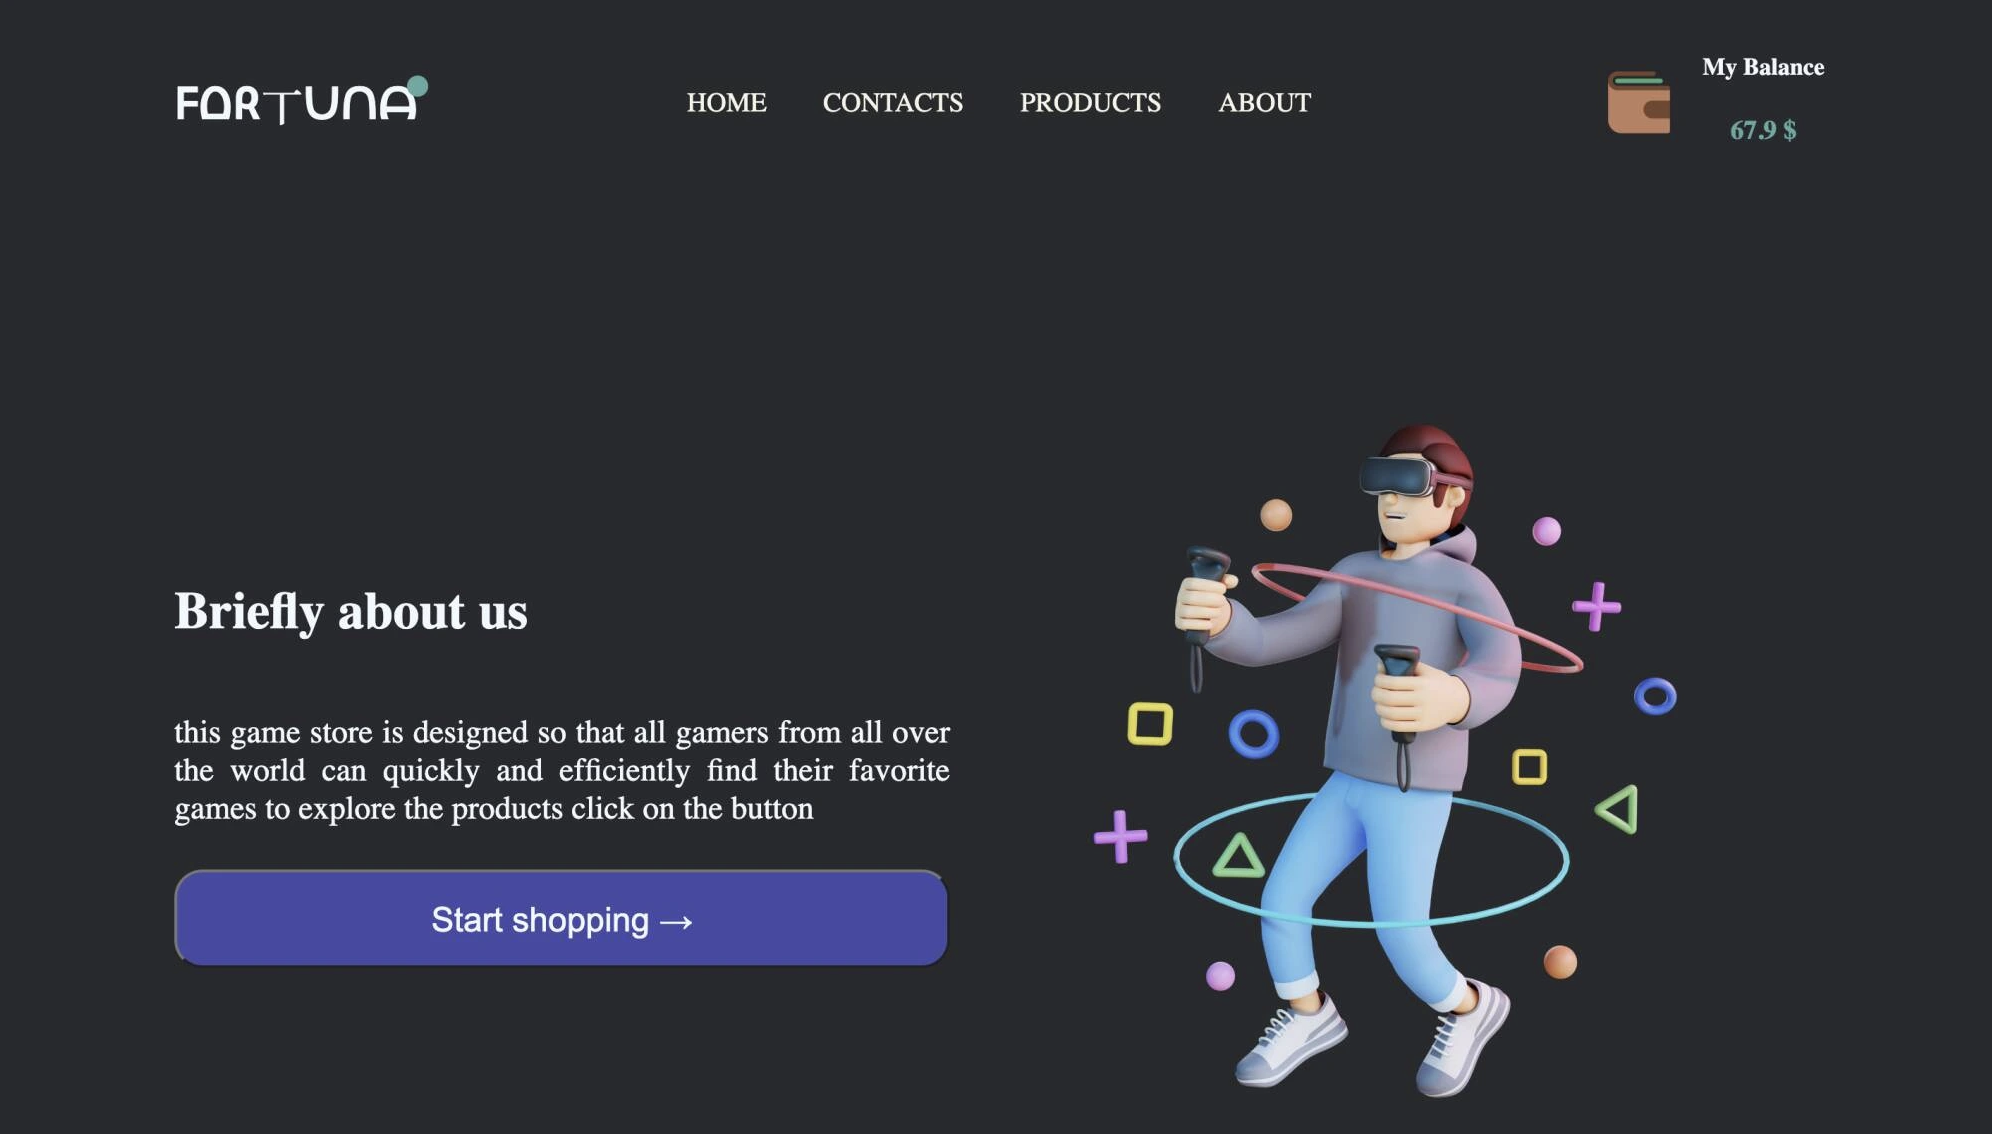 FORTUNA
HOME CONTACTS PRODUCTS ABOUT
My Balance
67.9 $
Briefly about us
this game store is designed so that all gamers from all over
the world can quickly and efficiently find their favorite
games to explore the products click on the button
Start shopping →